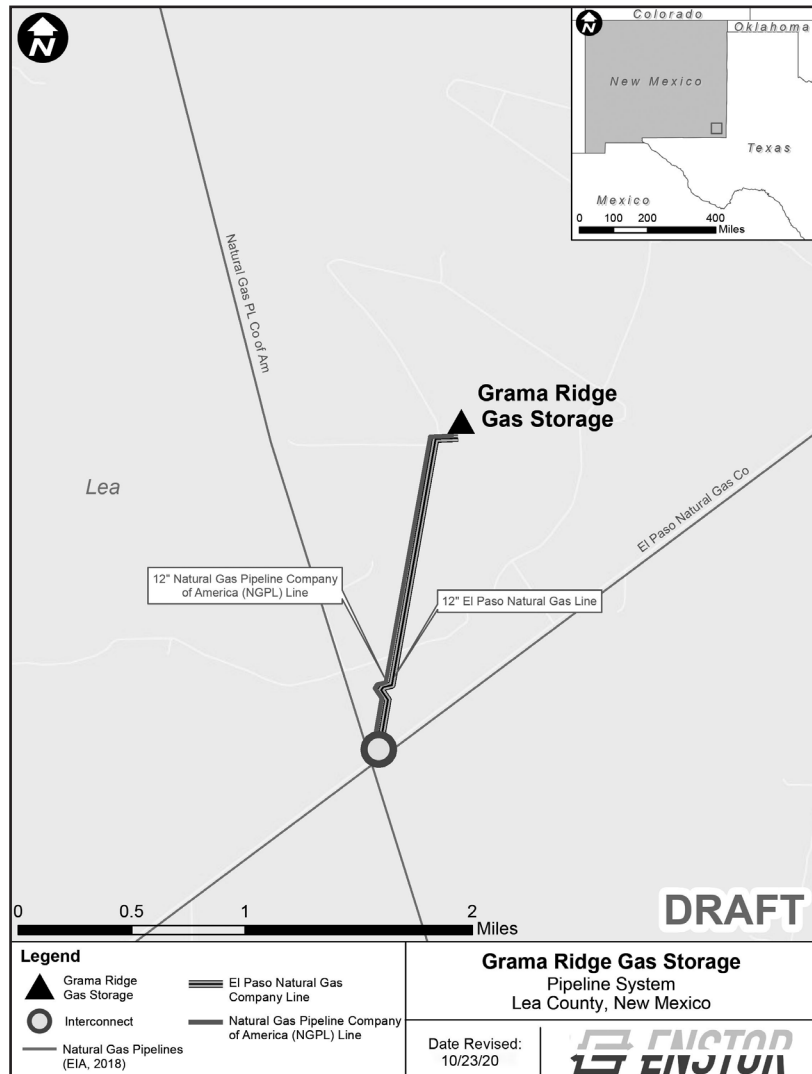 N
N
Colorado
Oklahoma
New Mexico
Texas
Mexico
0 100 200 400
Miles
Natural Gas PL Co of Am
Grama Ridge
Gas Storage
Lea
El Paso Natural Gas Co
12" Natural Gas Pipeline Company
of America (NGPL) Line
12" El Paso Natural Gas Line
DRAFT
0 0.5 1 2
Miles
Legend
Grama Ridge
Gas Storage
Interconnect
Natural Gas Pipelines
(EIA, 2018)
El Paso Natural Gas
Company Line
Natural Gas Pipeline Company
of America (NGPL) Line
Grama Ridge Gas Storage
Pipeline System
Lea County, New Mexico
Date Revised:
10/23/20
ENSTOR